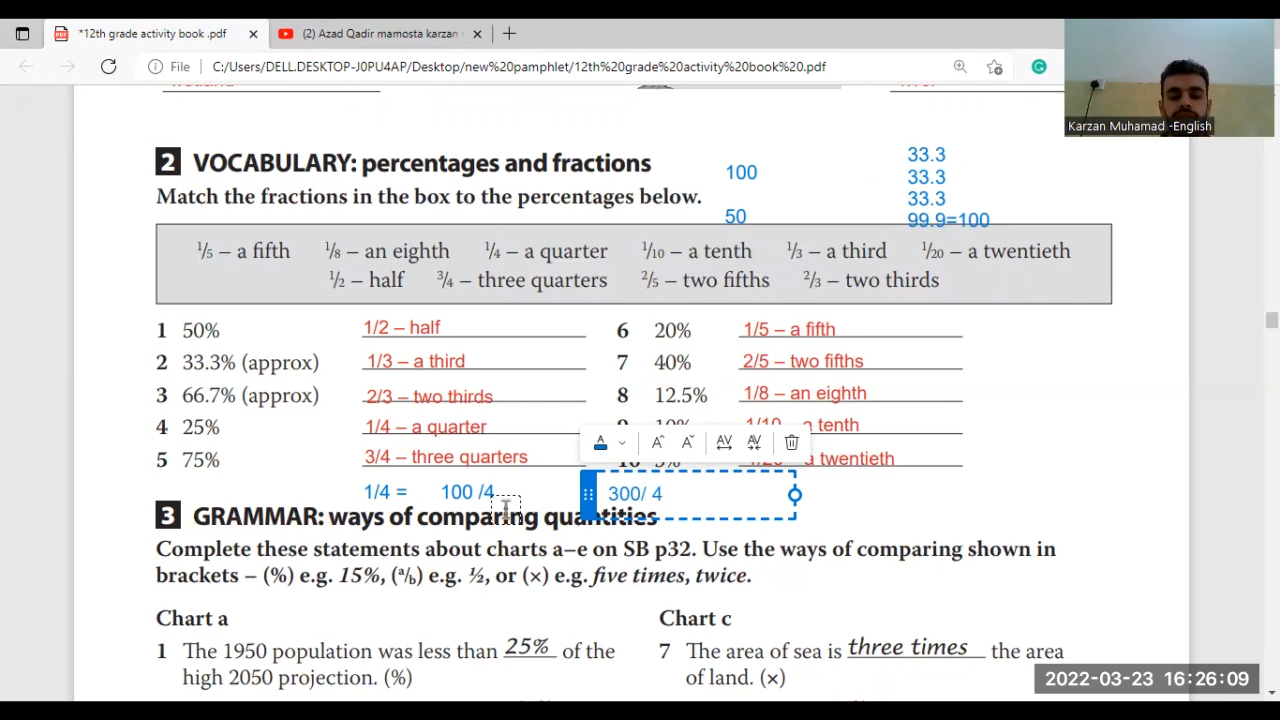 *12th grade activity book .pdf
(2) Azad Qadir mamosta karzan
File
C:/Users/DELL.DESKTOP-J0PU4AP/Desktop/new%20pamphlet/12th%20grade%20activity%20book%20.pdf
Karzan Muhamad -English
2 VOCABULARY: percentages and fractions
Match the fractions in the box to the percentages below.
100
50
33.3
33.3
33.3
99.9=100
1/5 – a fifth 1/8 – an eighth 1/4 – a quarter 1/10 – a tenth 1/3 – a third 1/20 – a twentieth
1/2 – half 3/4 – three quarters 2/5 – two fifths 2/3 – two thirds
1 50% 1/2 – half
2 33.3% (approx) 1/3 – a third
3 66.7% (approx) 2/3 – two thirds
4 25% 1/4 – a quarter
5 75% 3/4 – three quarters
6 20% 1/5 – a fifth
7 40% 2/5 – two fifths
8 12.5% 1/8 – an eighth
10% 1/10 tenth
5% a twentieth
1/4 = 100 /4 300/ 4
3 GRAMMAR: ways of comparing quantities
Complete these statements about charts a–e on SB p32. Use the ways of comparing shown in
brackets – (%) e.g. 15%, (a/b) e.g. ½, or (×) e.g. five times, twice.
Chart a
1 The 1950 population was less than 25% of the
high 2050 projection. (%)
Chart c
7 The area of sea is three times the area
of land. (×)
2022-03-23 16:26:09